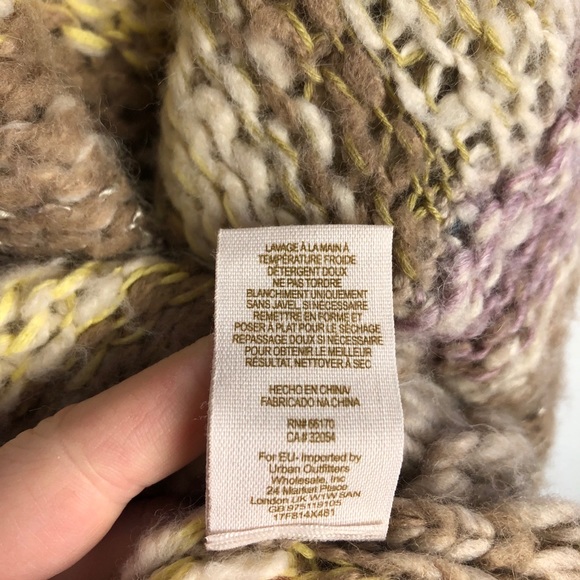 LAVAGE À LA MAIN À
TEMPÉRATURE FROIDE
DÉTERGENT DOUX
NE PAS TORDRE
BLANCHIMENT UNIQUEMENT
SANS JAVEL SI NÉCESSAIRE
REMETTRE EN FORME ET
POSER À PLAT POUR LE SÉCHAGE
REPASSAGE DOUX SI NÉCESSAIRE
POUR OBTENIR LE MEILLEUR
RÉSULTAT, NETTOYER À SEC
HECHO EN CHINA/
FABRICADO NA CHINA
RN# 66170
CA# 32054
For EU- Imported by
Urban Outfitters
Wholesale, Inc
24 Market Place
London UK W1W 8AN
GB 975118105
17F814X481